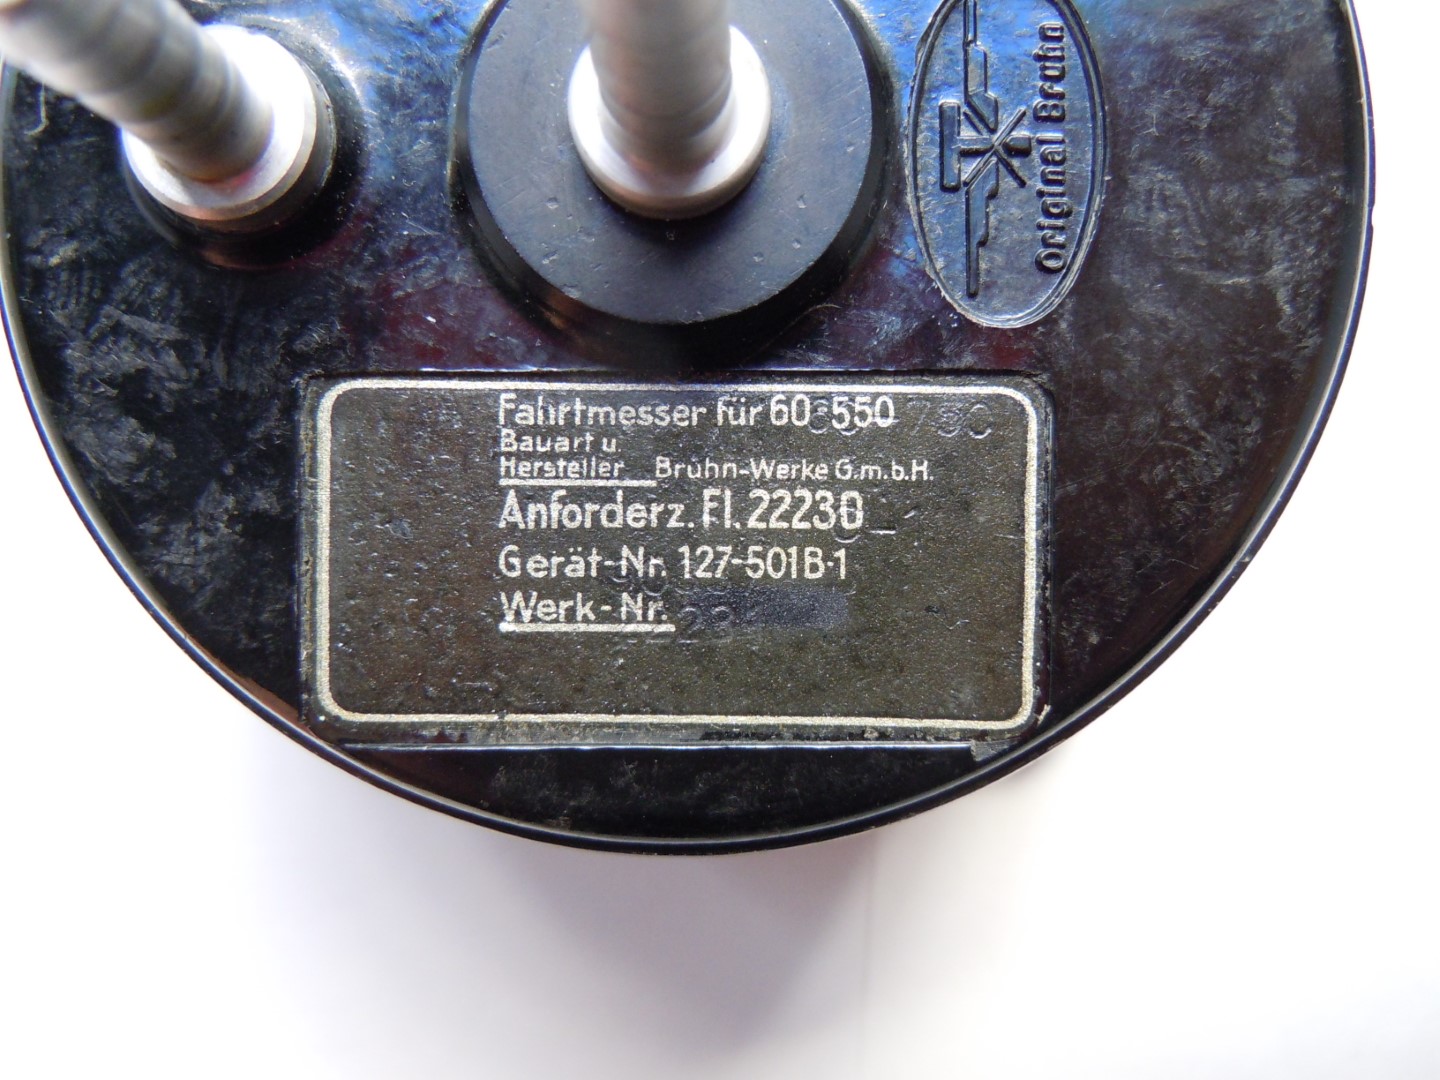 Original Bruhn
Fahrtmesser für 60-550
Bauart u.
Hersteller Bruhn-Werke G.m.b.H.
Anforderz. Fl. 22230
Gerät-Nr. 127-501B-1
Werk-Nr.